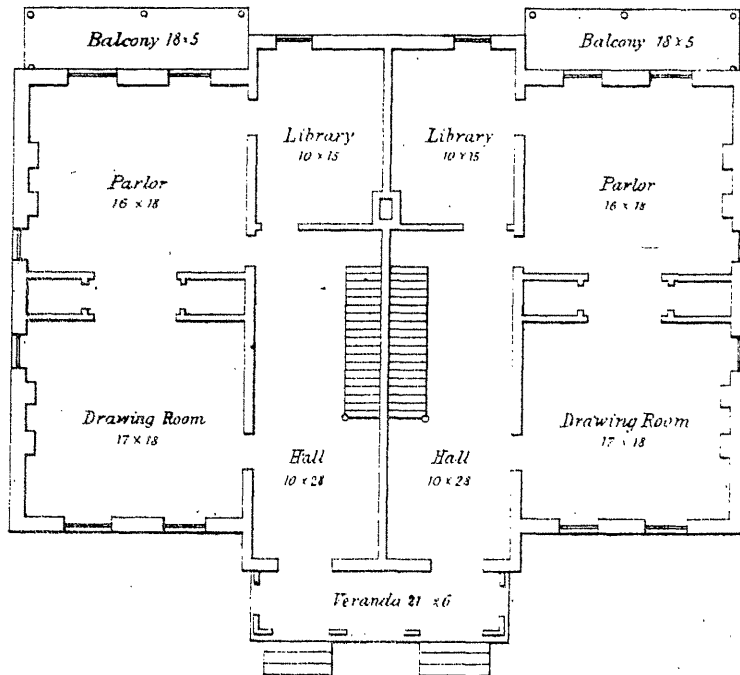 Balcony 18×5
Balcony 18×5
Library
10 × 15
Library
10 × 15
Parlor
16 × 18
Parlor
16 × 18
Drawing Room
17 × 18
Drawing Room
17 × 18
Hall
10 × 28
Hall
10 × 28
Veranda 21 × 6